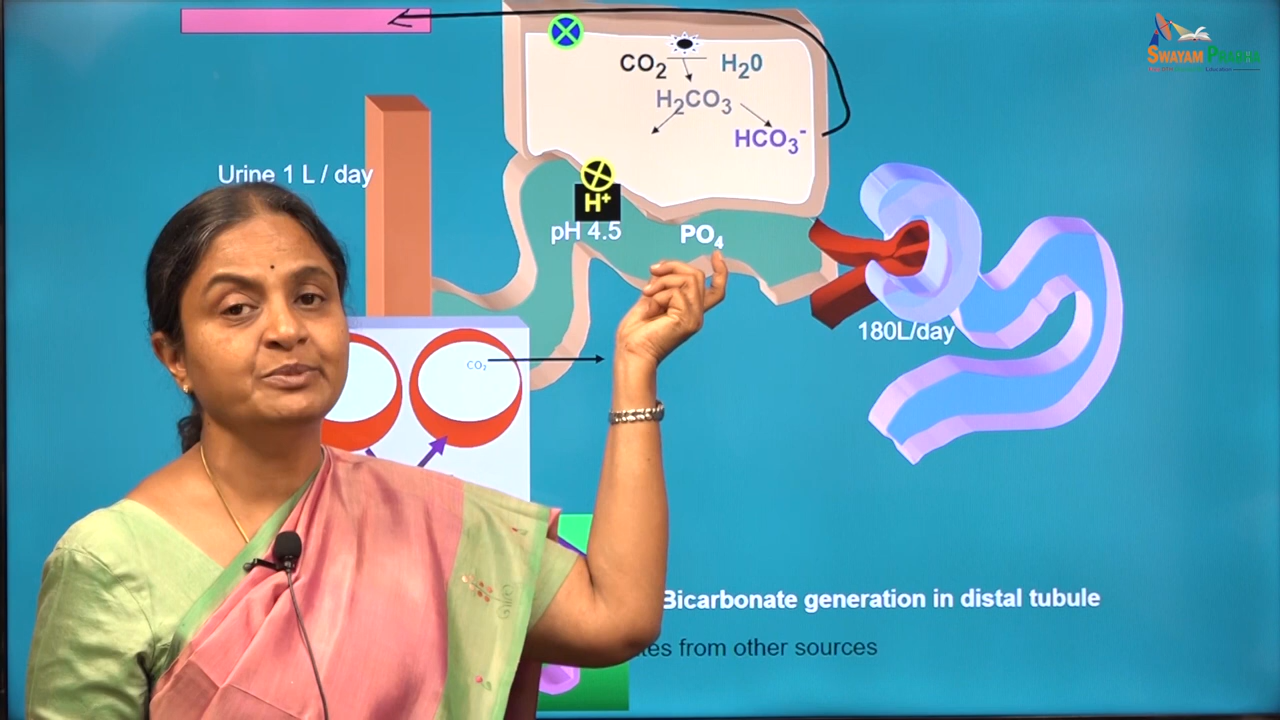 SWAYAM PRABHA
CO₂ H₂0
H₂CO₃
HCO₃⁻
Urine 1 L / day
H⁺
pH 4.5
PO₄
180L/day
CO₂
Bicarbonate generation in distal tubule
from other sources